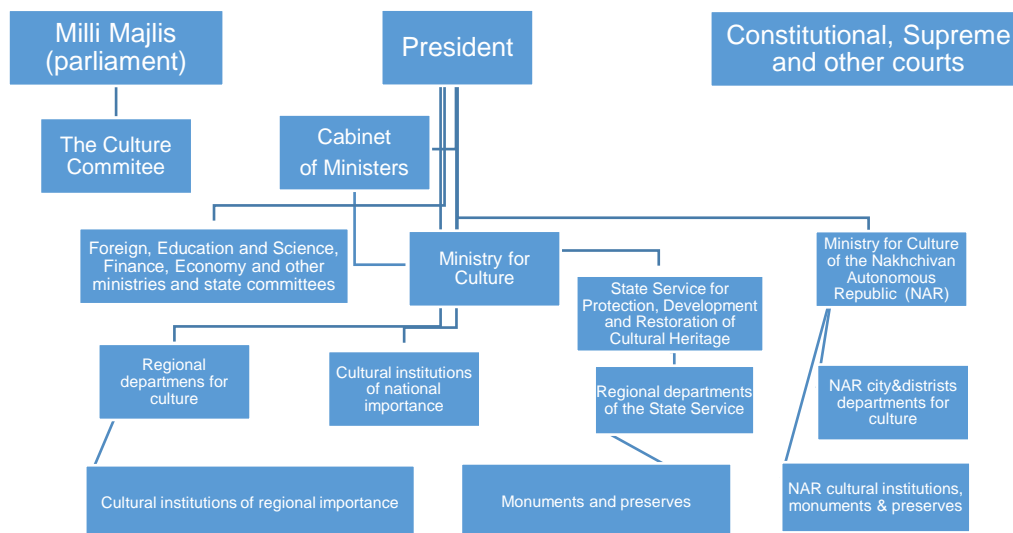 Milli Majlis
(parliament)
President
Constitutional, Supreme
and other courts
The Culture
Commitee
Cabinet
of Ministers
Foreign, Education and Science,
Finance, Economy and other
ministries and state committees
Ministry for
Culture
State Service for
Protection, Development
and Restoration of
Cultural Heritage
Ministry for Culture
of the Nakhchivan
Autonomous
Republic (NAR)
Regional
departmens for
culture
Cultural institutions
of national
importance
Regional departments
of the State Service
NAR city&distrists
departments for
culture
Cultural institutions of regional importance
Monuments and preserves
NAR cultural institutions,
monuments & preserves